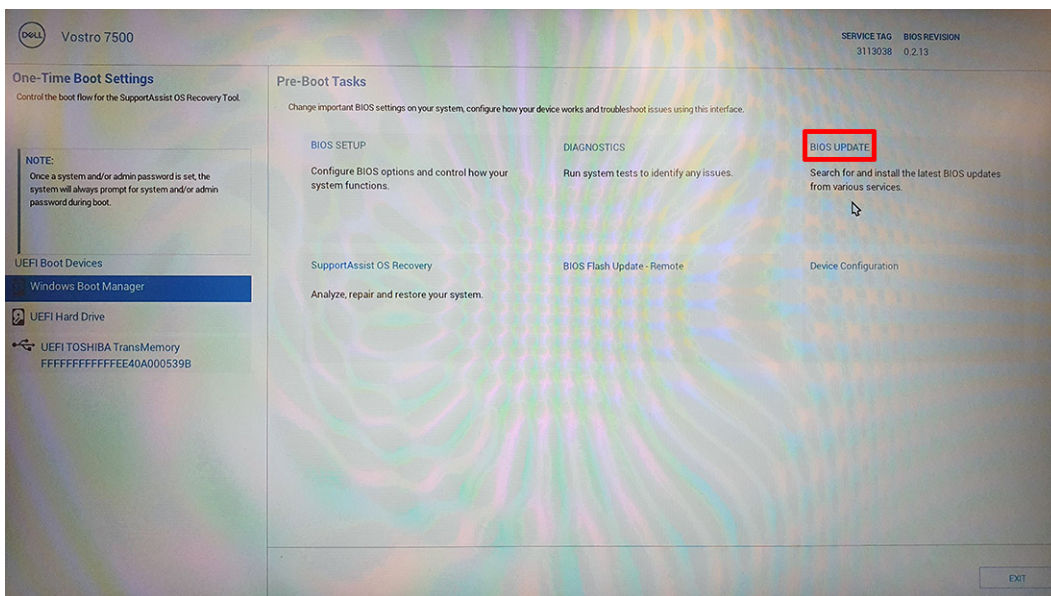 DELL
Vostro 7500
SERVICE TAG BIOS REVISION
3113038 0.2.13
One-Time Boot Settings
Control the boot flow for the SupportAssist OS Recovery Tool.
NOTE:
Once a system and/or admin password is set, the
system will always prompt for system and/or admin
password during boot.
UEFI Boot Devices
Windows Boot Manager
UEFI Hard Drive
UEFI TOSHIBA TransMemory
FFFFFFFFFFFFEE40A000539B
Pre-Boot Tasks
Change important BIOS settings on your system, configure how your device works and troubleshoot issues using this interface.
BIOS SETUP
Configure BIOS options and control how your
system functions.
DIAGNOSTICS
Run system tests to identify any issues.
BIOS UPDATE
Search for and install the latest BIOS updates
from various services.
SupportAssist OS Recovery
Analyze, repair and restore your system.
BIOS Flash Update - Remote
Device Configuration
EXIT